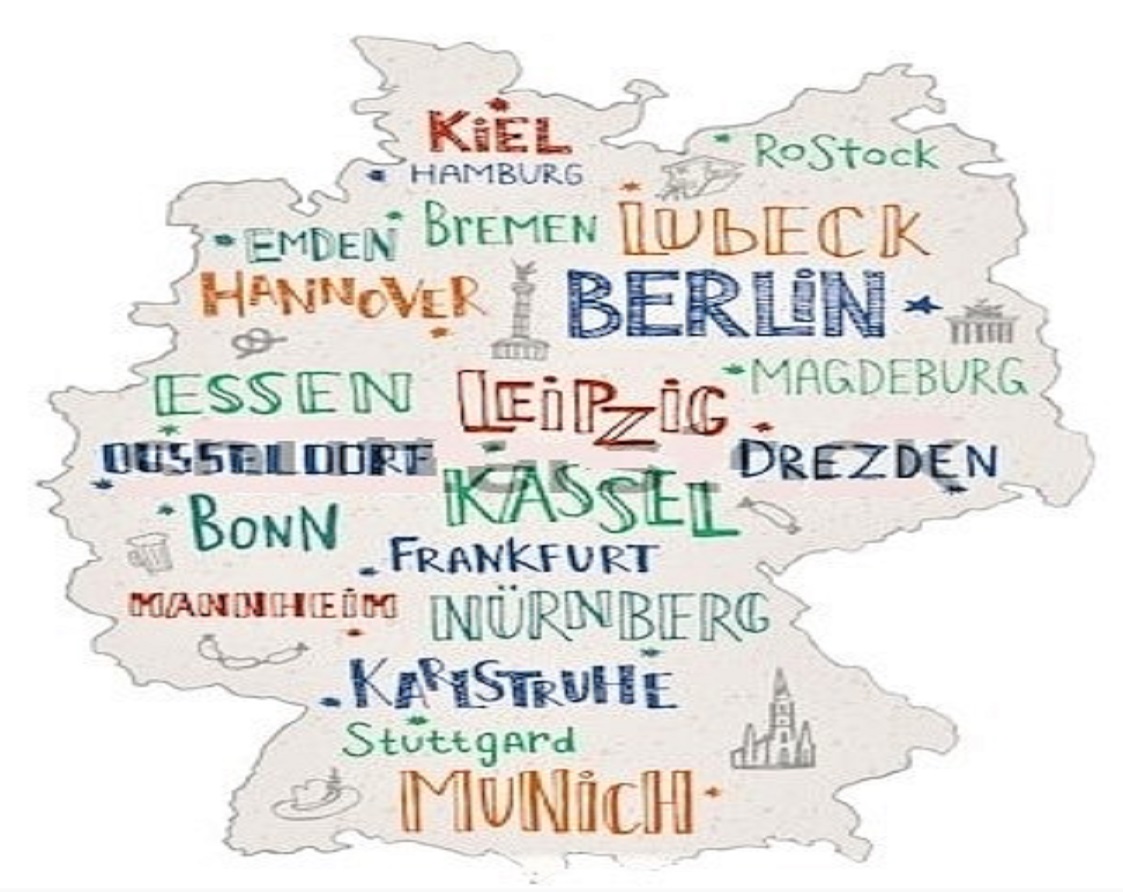 KiEL
RoStock
HAMBURG
EMDEN
BrEMEN
LUbECK
HANNOVER
BERLiN
ESSEN
LEiPZiG
MAGDEBURG
DUSSELDORF
DREZDEN
KASSEL
BONN
FRANKFURT
MANNHEIM
NÜRNBERG
KARLSTRUHE
Stuttgard
MUNiCH